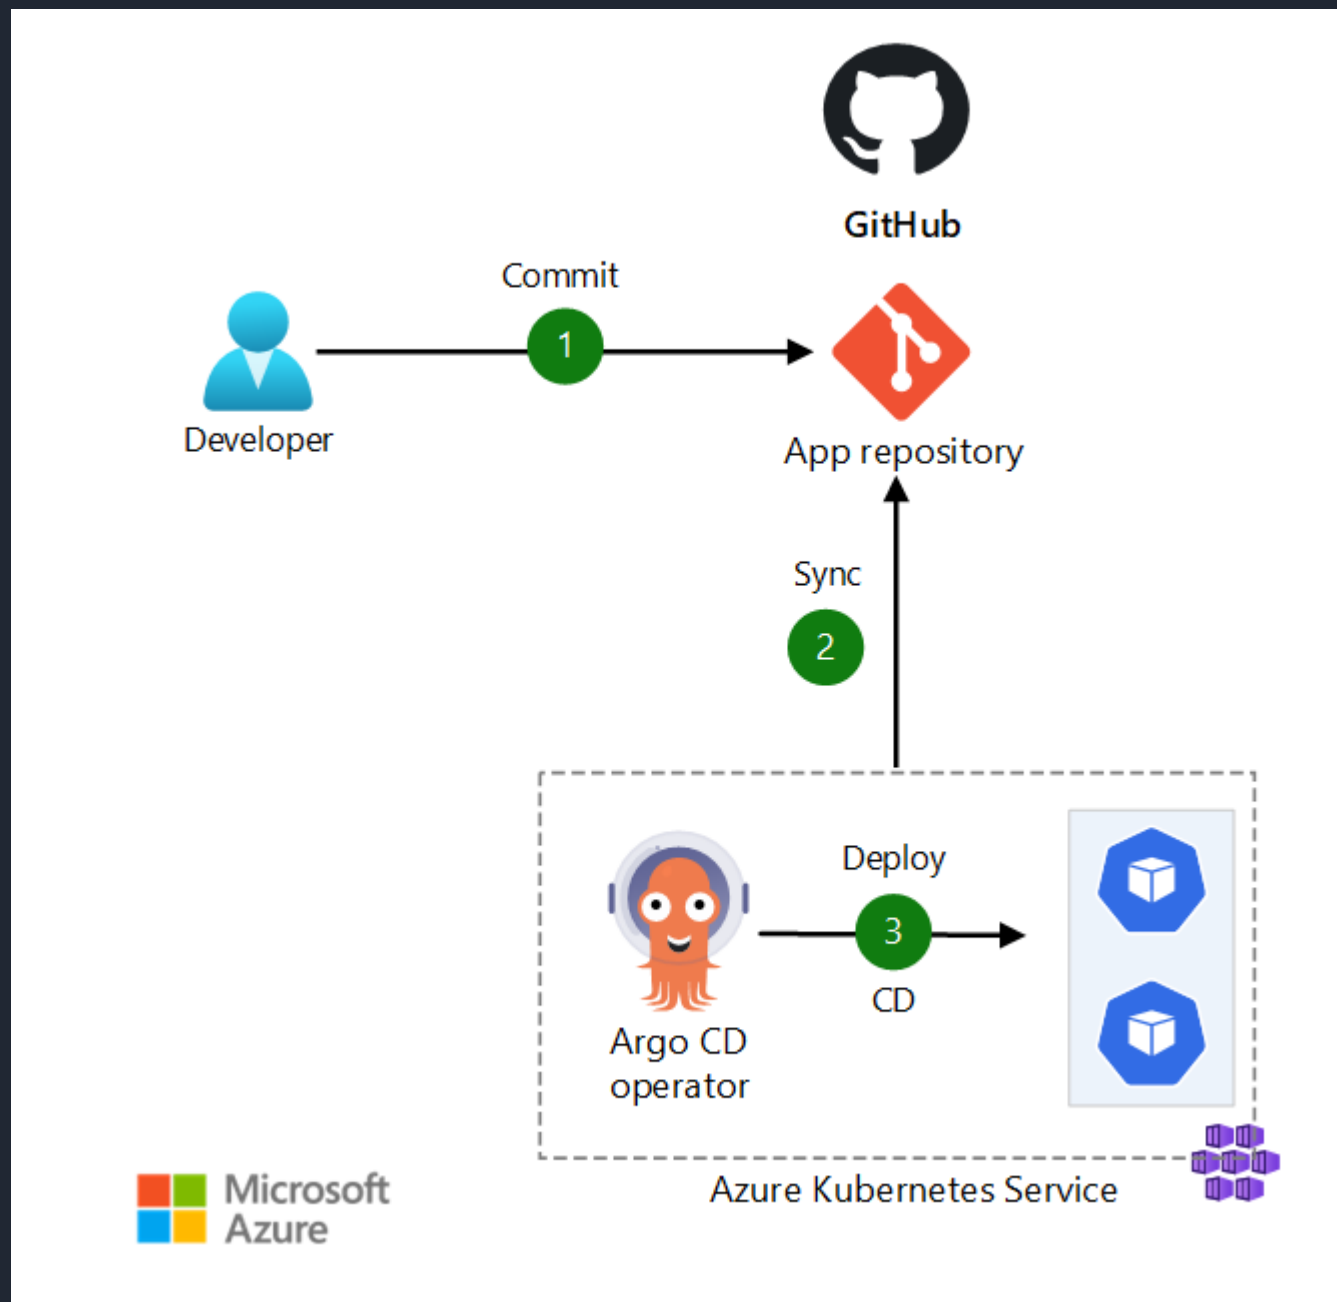 GitHub
Commit
1
Developer
App repository
Sync
2
Deploy
3
CD
Argo CD
operator
Azure Kubernetes Service
Microsoft
Azure